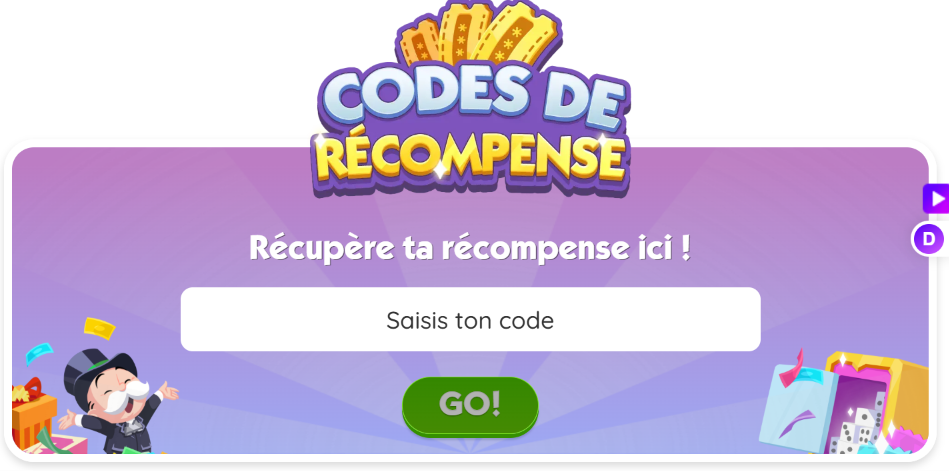 CODES DE
RÉCOMPENSE
Récupère ta récompense ici !
Saisis ton code
GO!
D